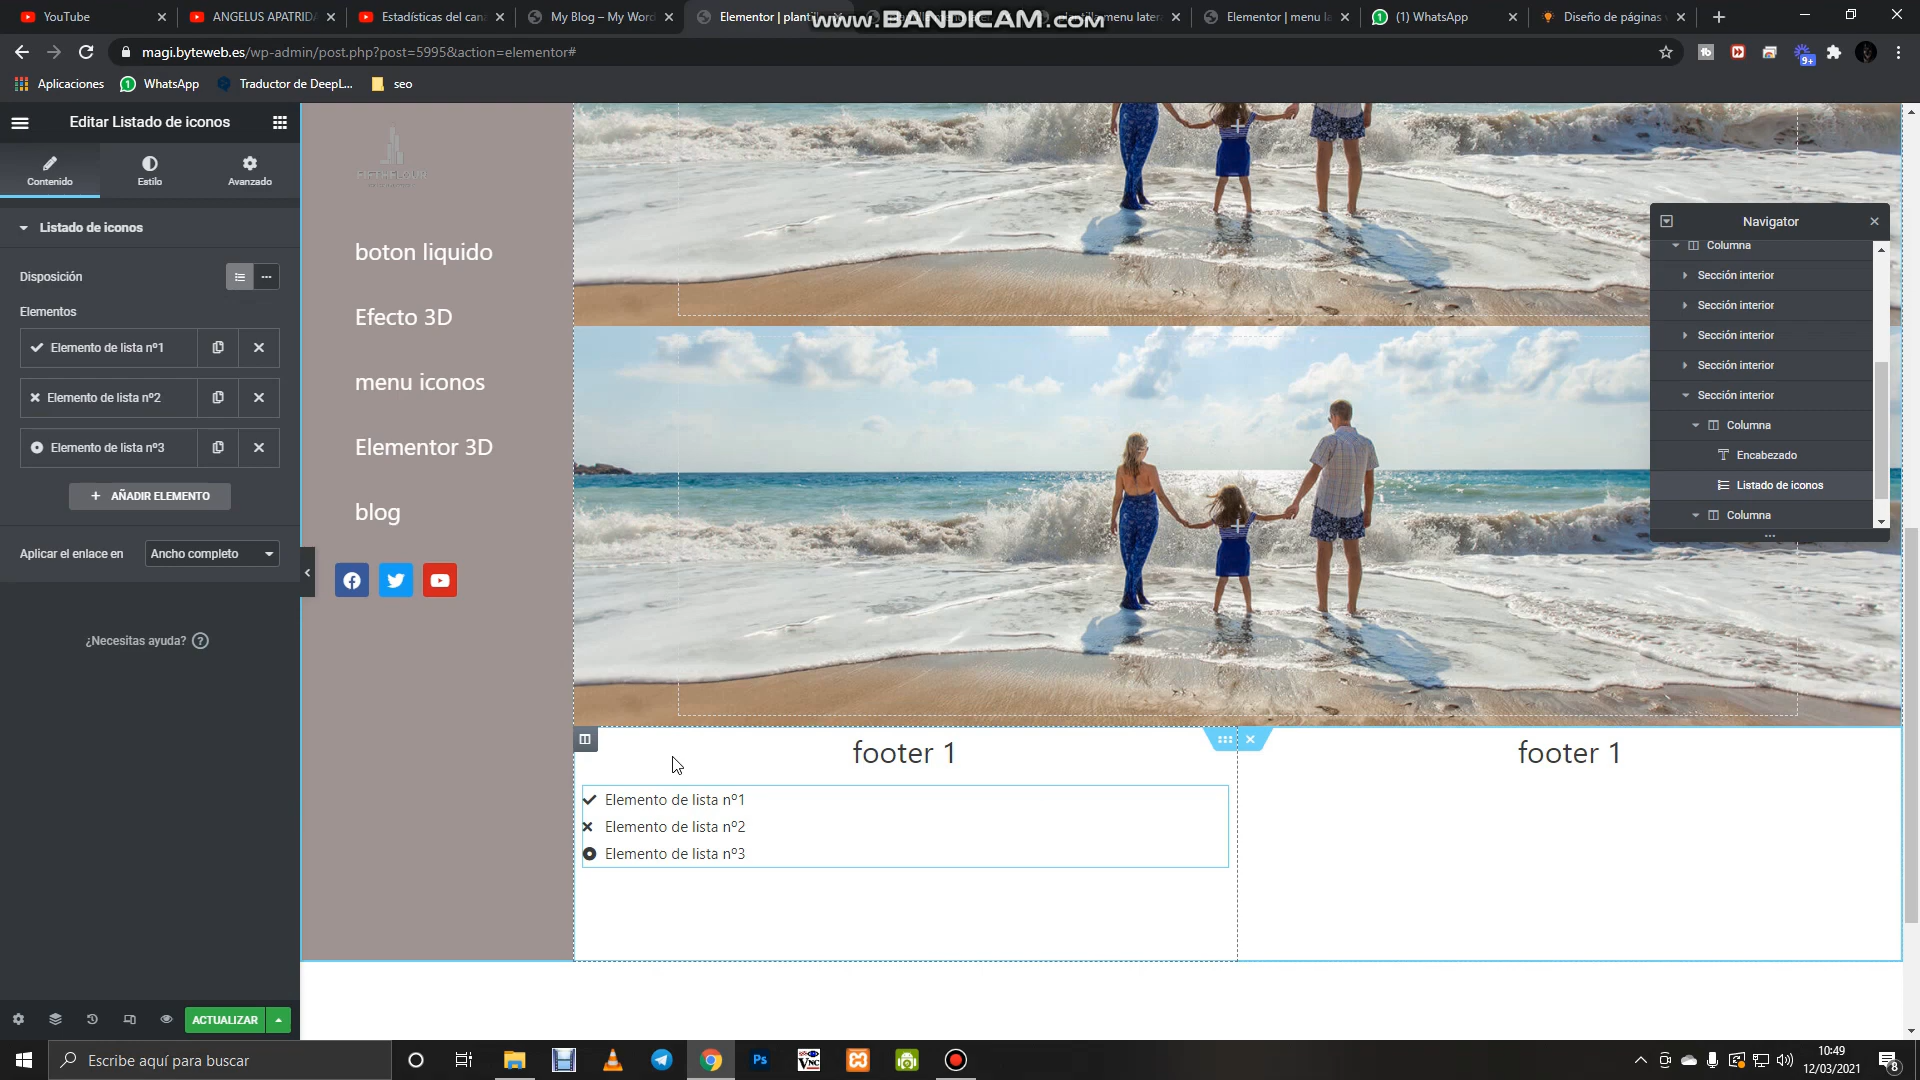 YouTube
ANGELUS APATRIDA
Estadísticas del cana
My Blog – My Word
Elementor | plantill
Elementor | menu la
(1) WhatsApp
Diseño de páginas
www.BANDICAM.com
magi.byteweb.es/wp-admin/post.php?post=5995&action=elementor#
9+
Aplicaciones
WhatsApp
Traductor de DeepL...
seo
Editar Listado de iconos
Contenido
Estilo
Avanzado
Listado de iconos
Disposición
Elementos
Elemento de lista nº1
Elemento de lista nº2
Elemento de lista nº3
AÑADIR ELEMENTO
Aplicar el enlace en
Ancho completo
¿Necesitas ayuda?
ACTUALIZAR
boton liquido
Efecto 3D
menu iconos
Elementor 3D
blog
Navigator
Columna
Sección interior
Sección interior
Sección interior
Sección interior
Sección interior
Columna
Encabezado
Listado de iconos
Columna
footer 1
footer 1
Elemento de lista nº1
Elemento de lista nº2
Elemento de lista nº3
Escribe aquí para buscar
Ps
10:49
12/03/2021
8